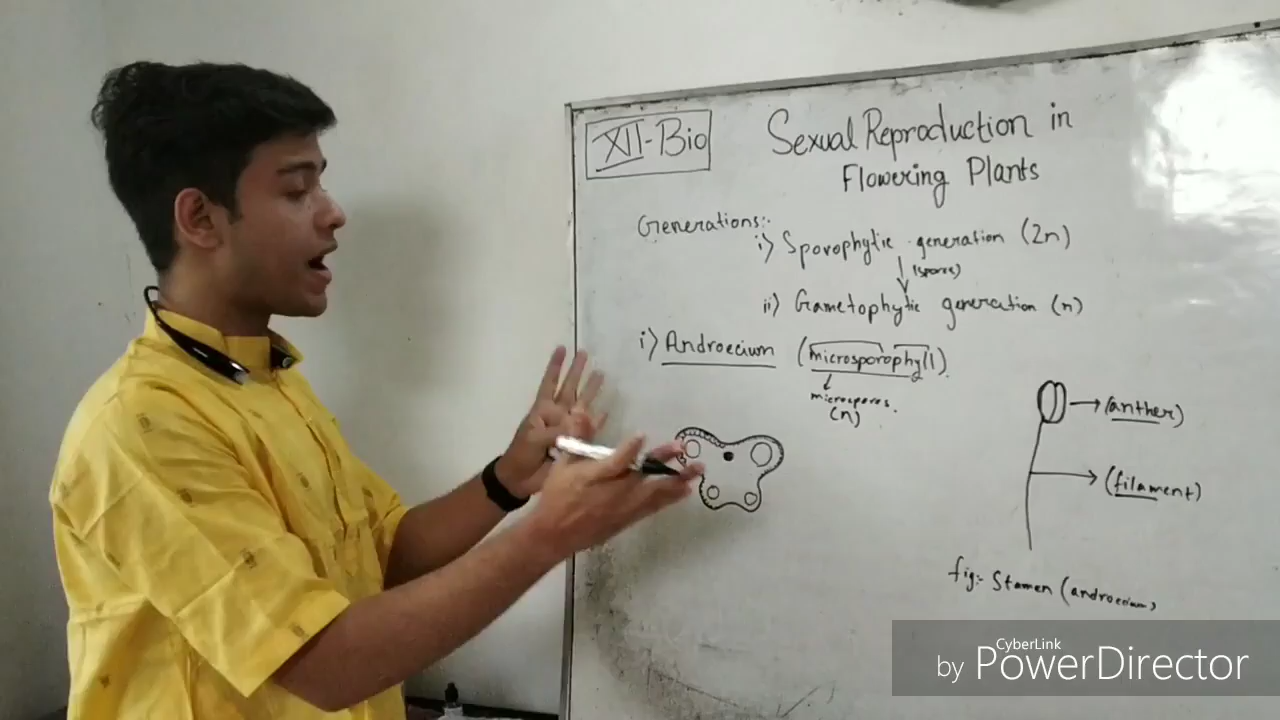 XII-Bio
Sexual Reproduction in
Flowering Plants
Generations:-
i) Sporophytic generation (2n)
(spores)
ii) Gametophytic generation (n)
i) Androecium (microsporophyll).
microspores.
(n)
(anther)
(filament)
fig:- Stamen (androecium)
CyberLink
by PowerDirector